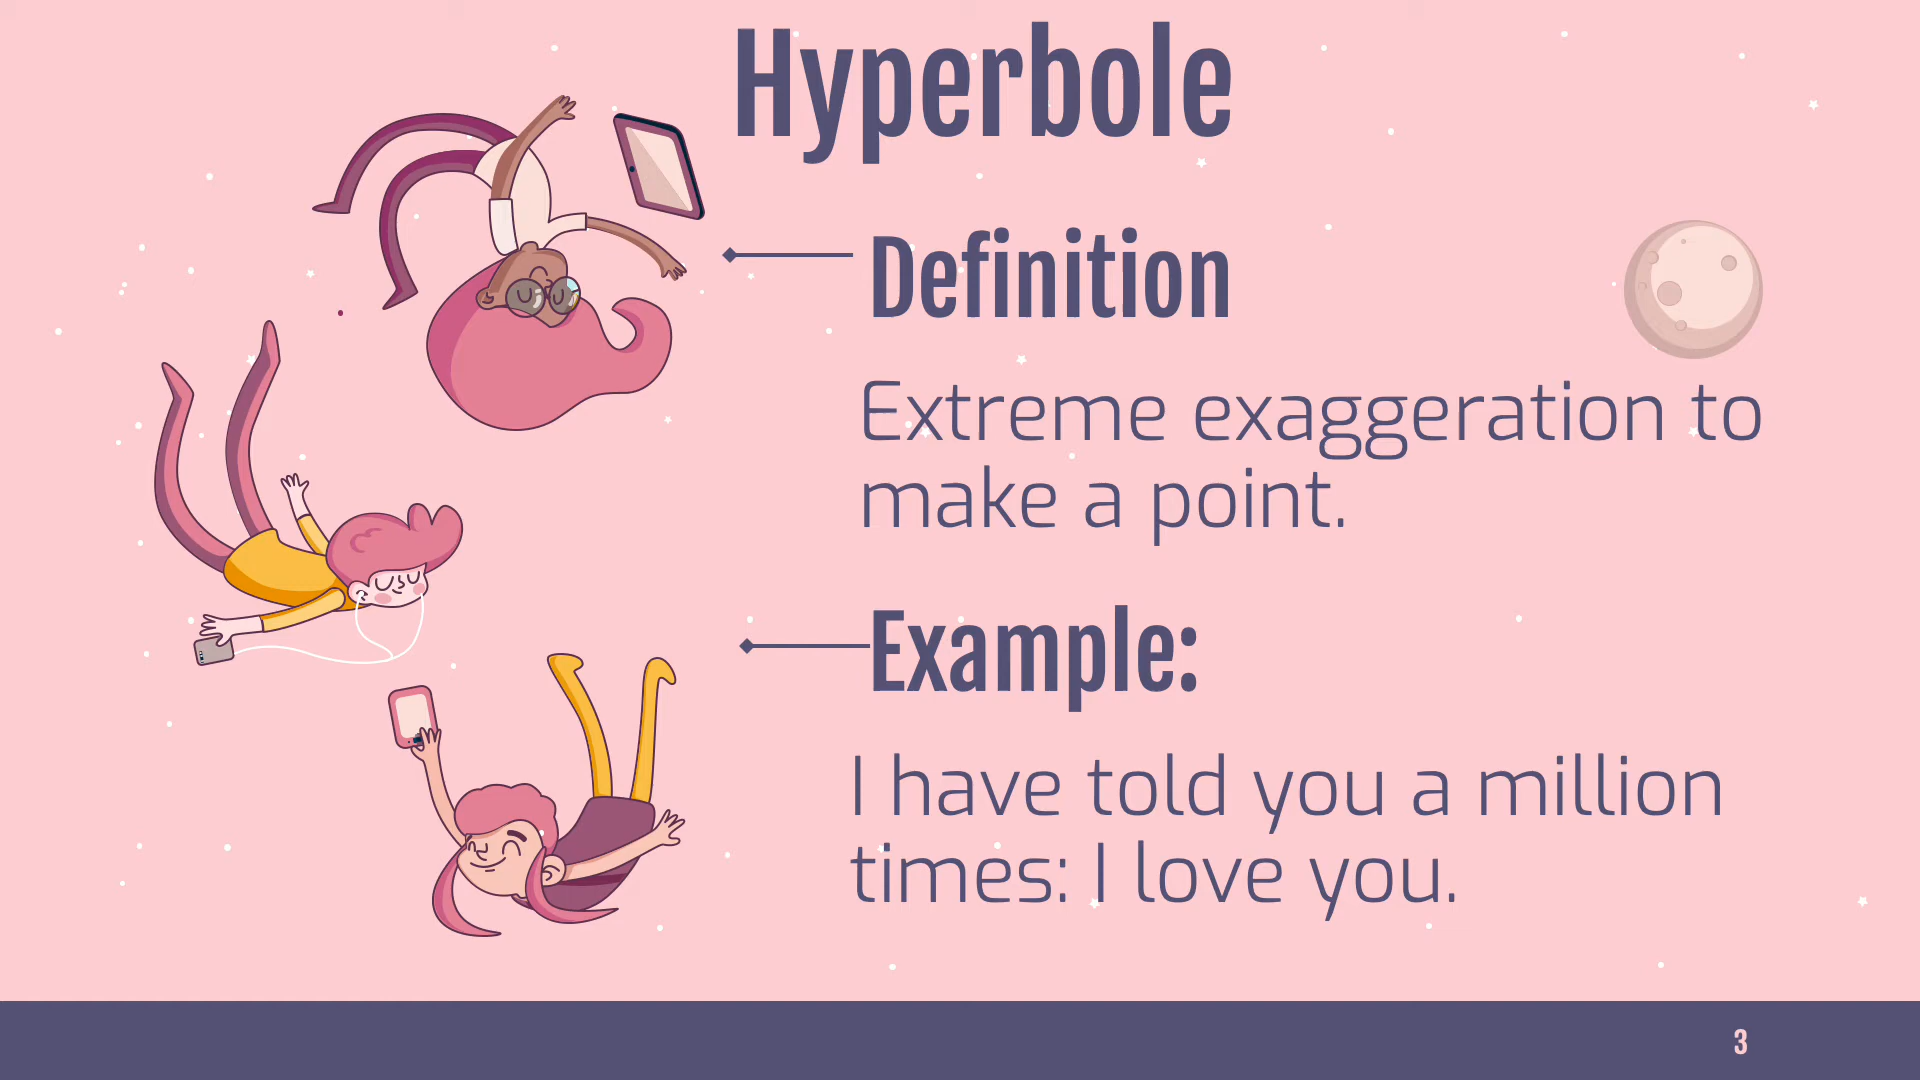 Hyperbole
Definition
Extreme exaggeration to
make a point.
Example:
I have told you a million
times: I love you.
3